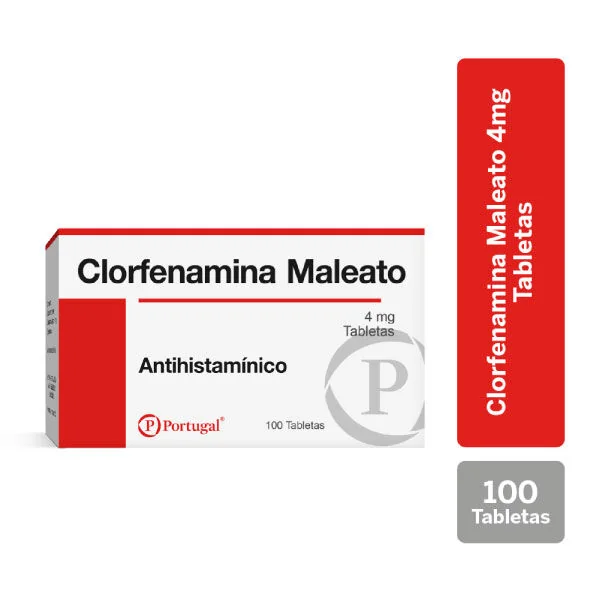 Clorfenamina Maleato
4 mg
Tabletas
Antihistamínico
P Portugal®
100 Tabletas
P
Clorfenamina Maleato 4mg
Tabletas
100
Tabletas